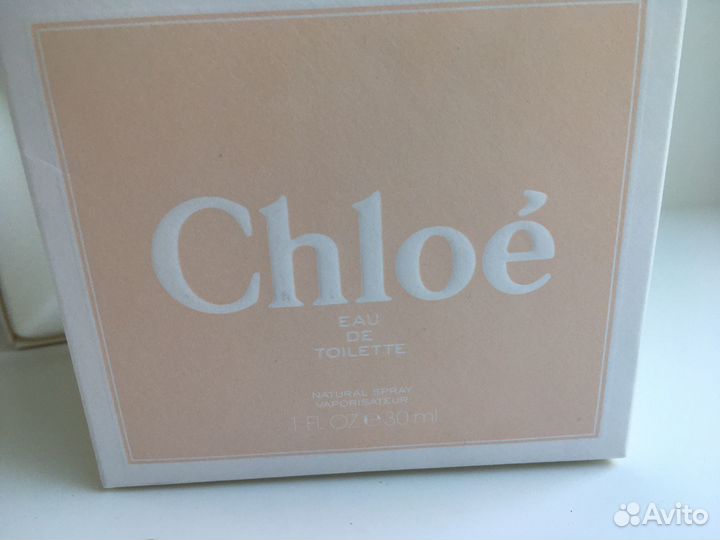 Chloé
EAU
DE
TOILETTE
NATURAL SPRAY
VAPORISATEUR
1 FL OZ e 30 ml
Avito